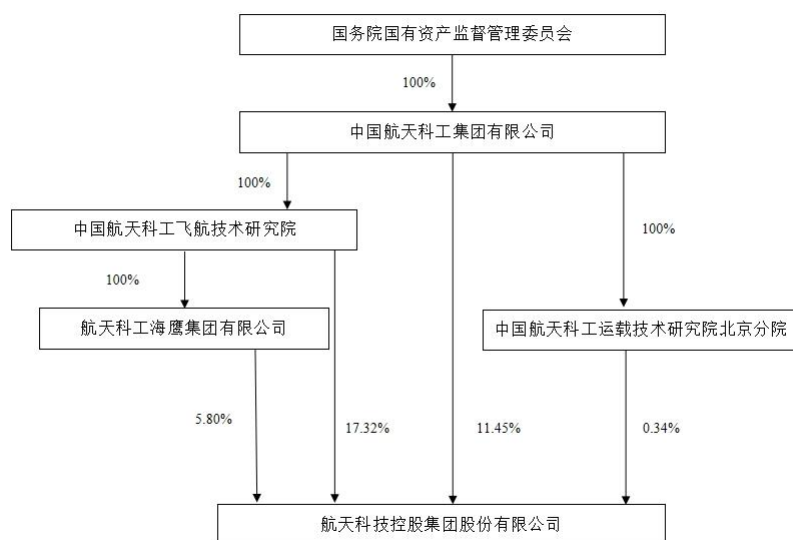 国务院国有资产监督管理委员会
100%
中国航天科工集团有限公司
100%
中国航天科工飞航技术研究院
100%
100%
航天科工海鹰集团有限公司
中国航天科工运载技术研究院北京分院
5.80%
17.32%
11.45%
0.34%
航天科技控股集团股份有限公司